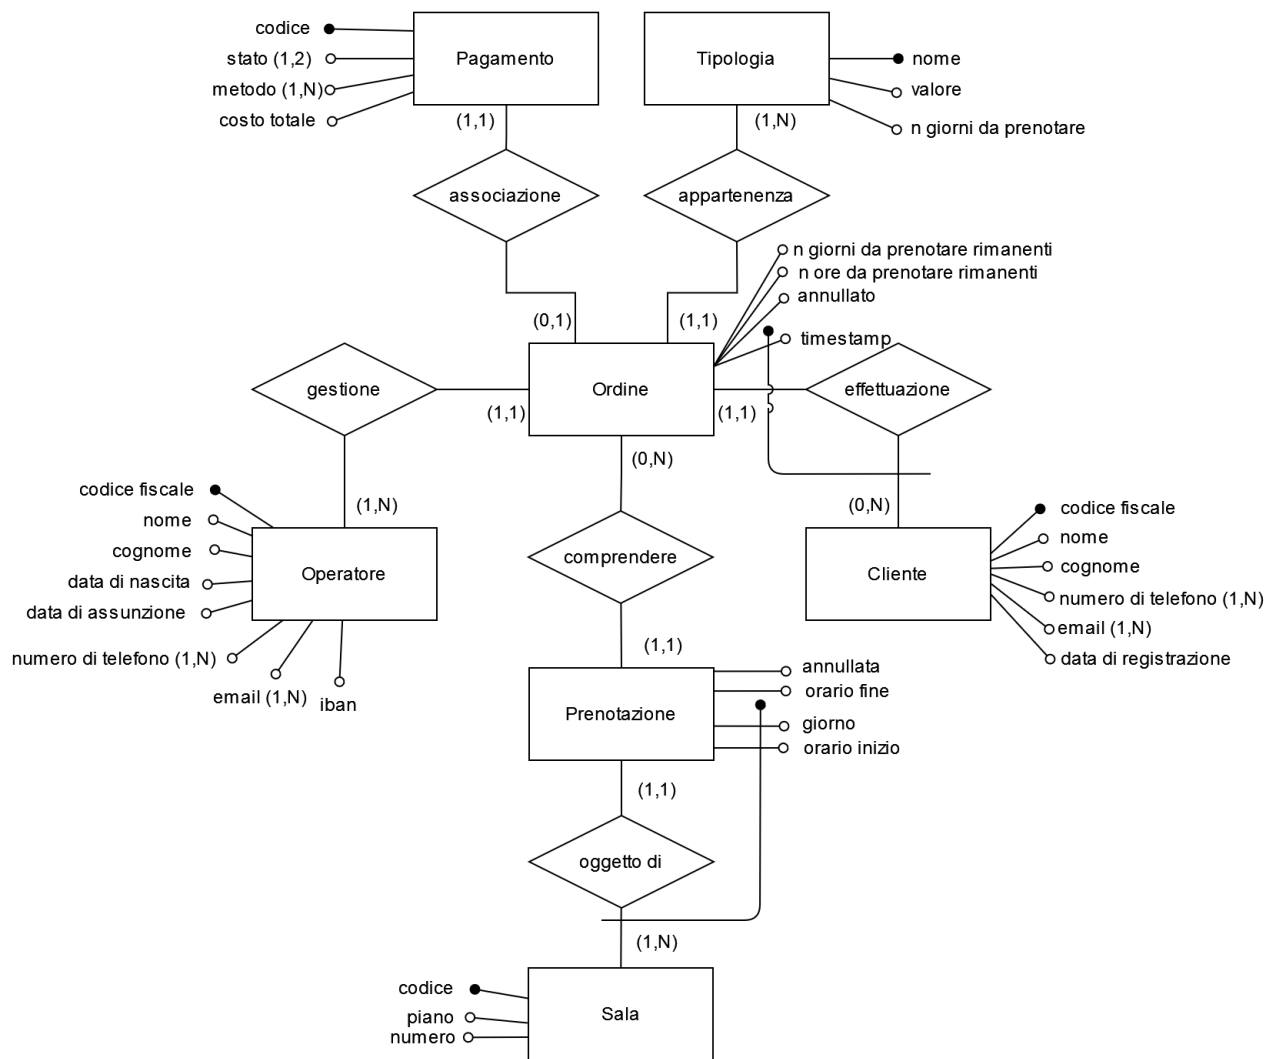 codice
stato (1,2)
metodo (1,N)
costo totale
Pagamento
Tipologia
nome
valore
n giorni da prenotare
(1,1)
(1,N)
associazione
appartenenza
n giorni da prenotare rimanenti
n ore da prenotare rimanenti
annullato
timestamp
(0,1)
(1,1)
gestione
Ordine
effettuazione
(1,1)
(1,1)
(0,N)
codice fiscale
nome
cognome
data di nascita
data di assunzione
numero di telefono (1,N)
email (1,N)
iban
(1,N)
Operatore
comprendere
(0,N)
Cliente
codice fiscale
nome
cognome
numero di telefono (1,N)
email (1,N)
data di registrazione
(1,1)
Prenotazione
annullata
orario fine
giorno
orario inizio
(1,1)
oggetto di
(1,N)
codice
piano
numero
Sala